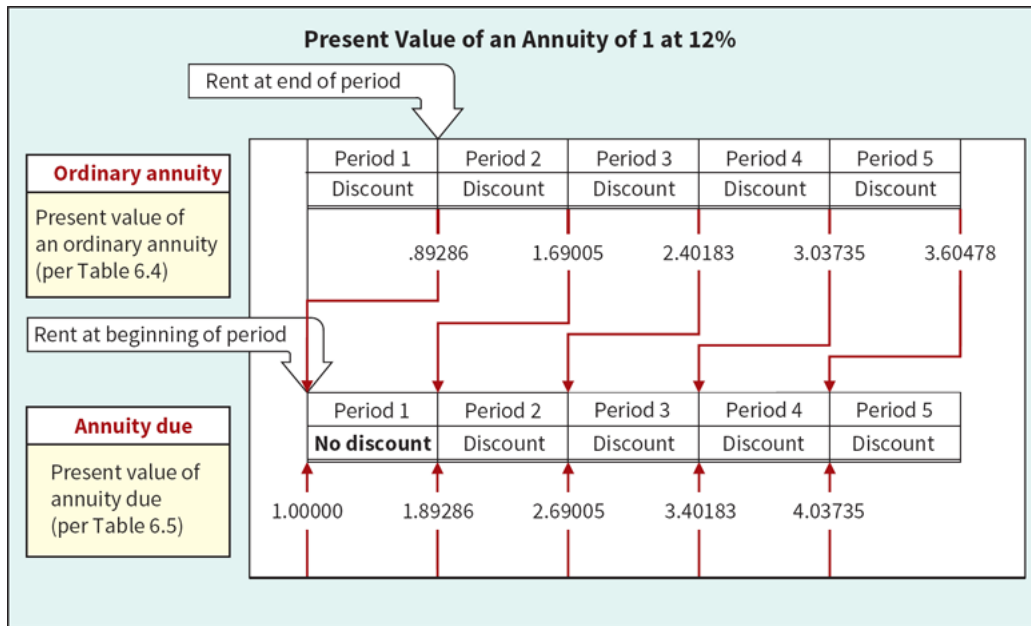 Present Value of an Annuity of 1 at 12%
Rent at end of period
Period 1 Period 2 Period 3 Period 4 Period 5
Discount Discount Discount Discount Discount
Ordinary annuity
Present value of
an ordinary annuity
(per Table 6.4)
.89286 1.69005 2.40183 3.03735 3.60478
Rent at beginning of period
Period 1 Period 2 Period 3 Period 4 Period 5
No discount Discount Discount Discount Discount
Annuity due
Present value of
annuity due
(per Table 6.5)
1.00000 1.89286 2.69005 3.40183 4.03735